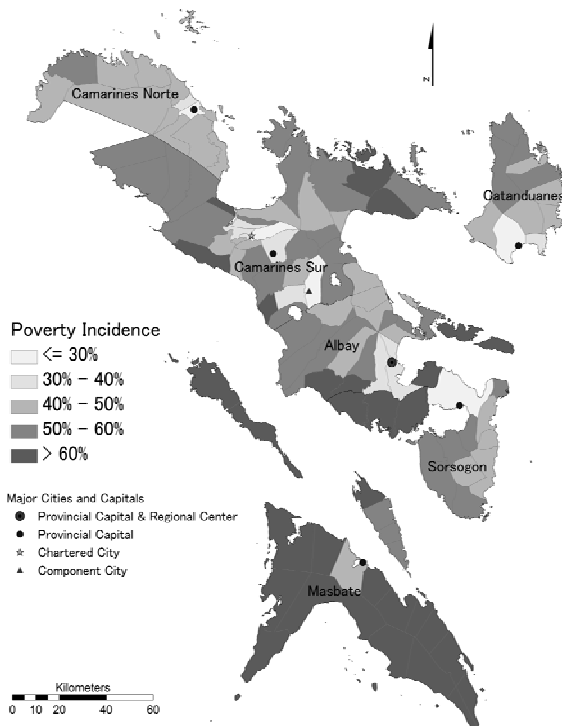 N
Camarines Norte
Catanduanes
Camarines Sur
Albay
Sorsogon
Masbate
Poverty Incidence
<= 30%
30% - 40%
40% - 50%
50% - 60%
> 60%
Major Cities and Capitals
Provincial Capital & Regional Center
Provincial Capital
Chartered City
Component City
Kilometers
0 5 10 20 40 60